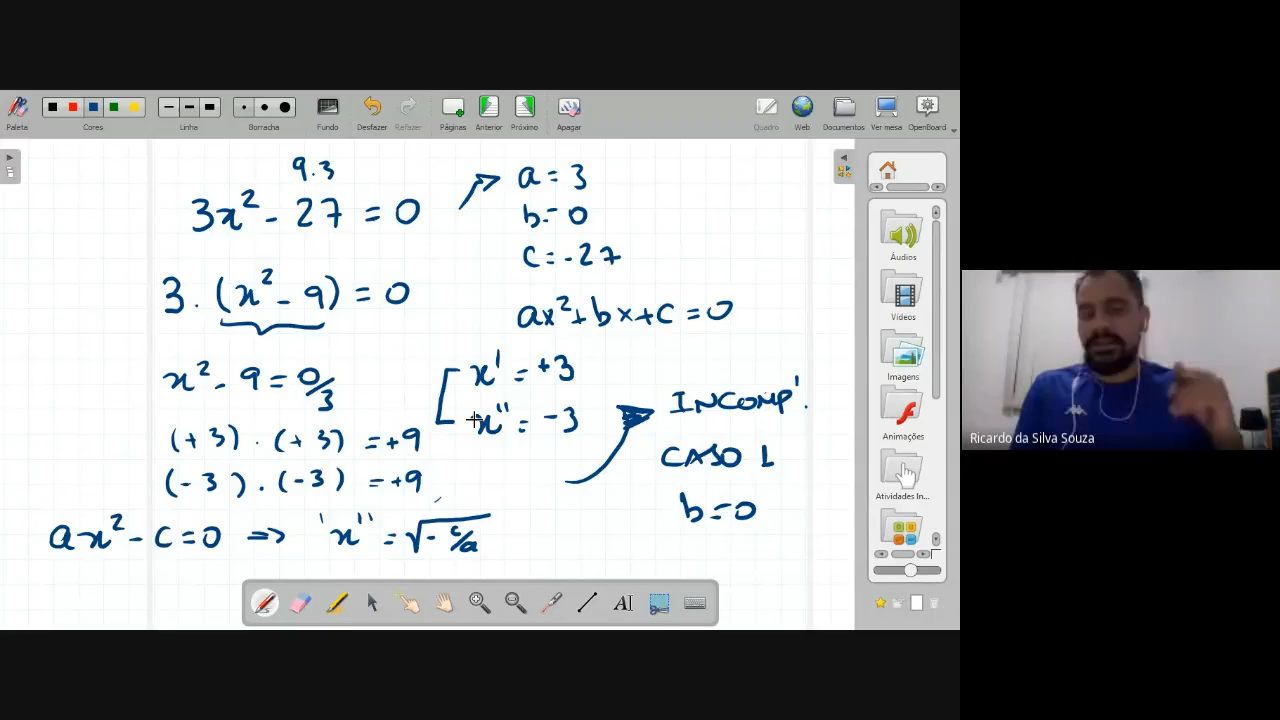 Paleta
Cores
Linha
Borracha
Fundo
Desfazer
Refazer
Páginas
Anterior
Próximo
Apagar
Quadro
Web
Documentos
Ver mesa
OpenBoard
9.3
3x² - 27 = 0
a = 3
b = 0
c = -27
3 . (x² - 9) = 0
ax² + bx + c = 0
x² - 9 = 0/3
x' = +3
x'' = -3
(+3) . (+3) = +9
(-3) . (-3) = +9
INCOMP'.
CASO 1
b = 0
ax² - c = 0 => 'x'' = √-c/a
Áudios
Vídeos
Imagens
Animações
Atividades In...
AI
Ricardo da Silva Souza